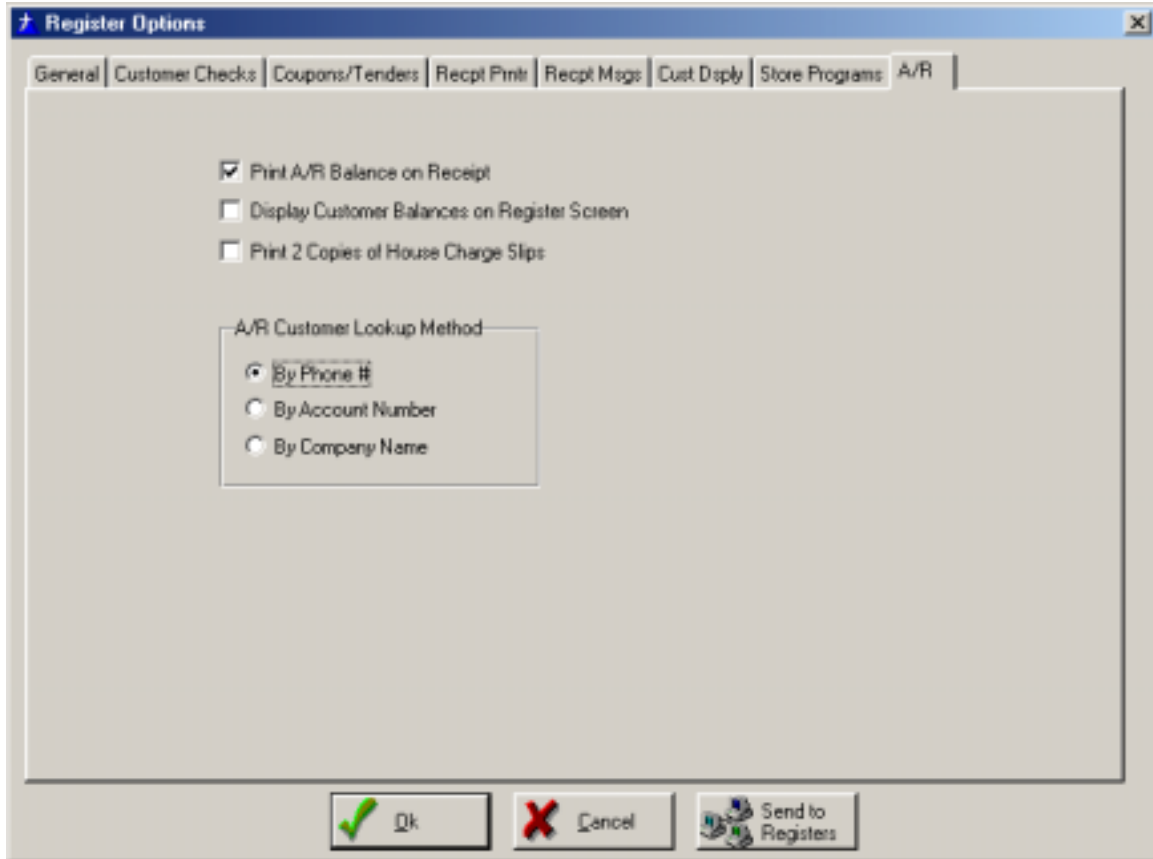 Register Options
General Customer Checks Coupons/Tenders Recpt Prntr Recpt Msgs Cust Dsply Store Programs A/R
Print A/R Balance on Receipt
Display Customer Balances on Register Screen
Print 2 Copies of House Charge Slips
A/R Customer Lookup Method
By Phone #
By Account Number
By Company Name
Ok Cancel Send to
Registers